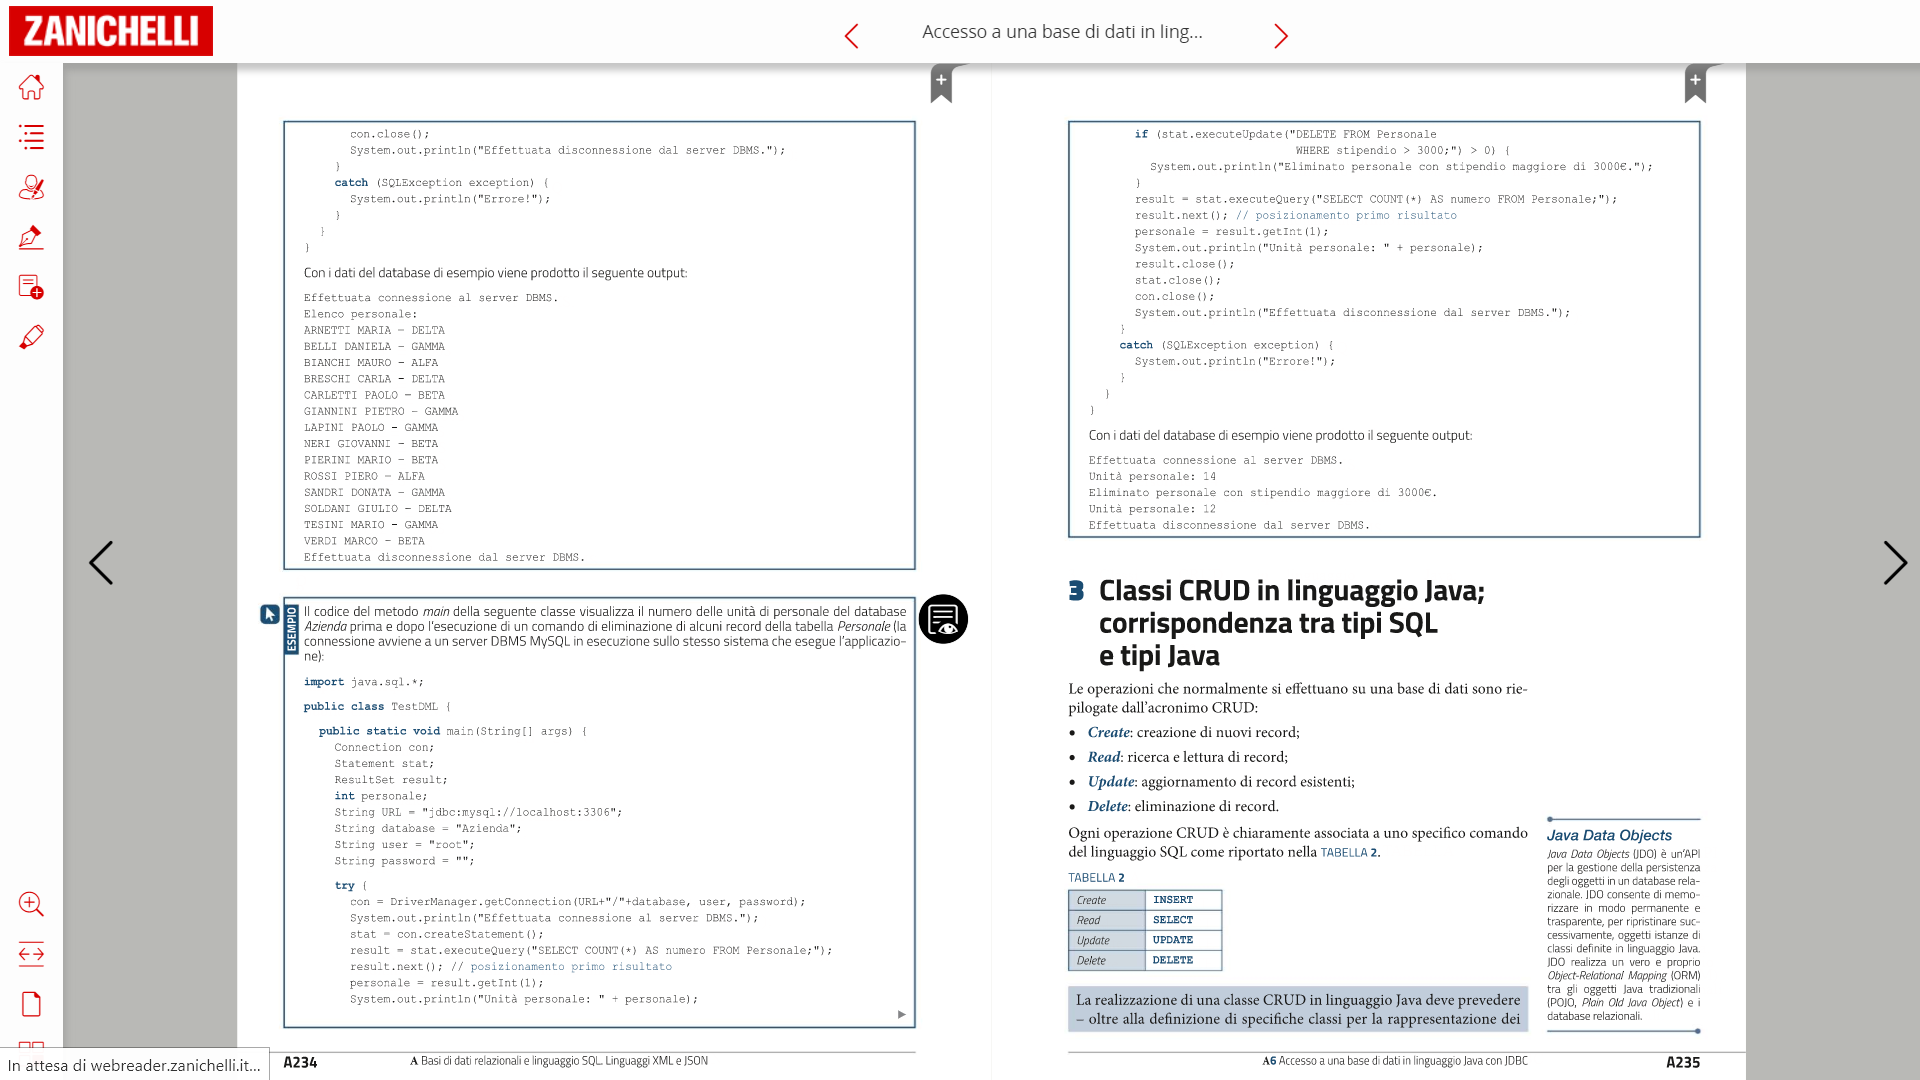 ZANICHELLI
Accesso a una base di dati in ling...
con.close();
System.out.println("Effettuata disconnessione dal server DBMS.");
}
catch (SQLException exception) {
System.out.println("Errore!");
}
}
}
Con i dati del database di esempio viene prodotto il seguente output:
Effettuata connessione al server DBMS.
Elenco personale:
ARNETTI MARIA – DELTA
BELLI DANIELA – GAMMA
BIANCHI MAURO – ALFA
BRESCHI CARLA – DELTA
CARLETTI PAOLO – BETA
GIANNINI PIETRO – GAMMA
LAPINI PAOLO – GAMMA
NERI GIOVANNI – BETA
PIERINI MARIO – BETA
ROSSI PIERO – ALFA
SANDRI DONATA – GAMMA
SOLDANI GIULIO – DELTA
TESINI MARIO – GAMMA
VERDI MARCO – BETA
Effettuata disconnessione dal server DBMS.
ESEMPIO
Il codice del metodo main della seguente classe visualizza il numero delle unità di personale del database
Azienda prima e dopo l'esecuzione di un comando di eliminazione di alcuni record della tabella Personale (la
connessione avviene a un server DBMS MySQL in esecuzione sullo stesso sistema che esegue l'applicazio-
ne):
import java.sql.*;
public class TestDML {
public static void main(String[] args) {
Connection con;
Statement stat;
ResultSet result;
int personale;
String URL = "jdbc:mysql://localhost:3306";
String database = "Azienda";
String user = "root";
String password = "";
try {
con = DriverManager.getConnection(URL+"/"+database, user, password);
System.out.println("Effettuata connessione al server DBMS.");
stat = con.createStatement();
result = stat.executeQuery("SELECT COUNT(*) AS numero FROM Personale;");
result.next(); // posizionamento primo risultato
personale = result.getInt(1);
System.out.println("Unità personale: " + personale);
In attesa di webreader.zanichelli.it...
A234
A Basi di dati relazionali e linguaggio SQL. Linguaggi XML e JSON
if (stat.executeUpdate("DELETE FROM Personale
WHERE stipendio > 3000;") > 0) {
System.out.println("Eliminato personale con stipendio maggiore di 3000€.");
}
result = stat.executeQuery("SELECT COUNT(*) AS numero FROM Personale;");
result.next(); // posizionamento primo risultato
personale = result.getInt(1);
System.out.println("Unità personale: " + personale);
result.close();
stat.close();
con.close();
System.out.println("Effettuata disconnessione dal server DBMS.");
}
catch (SQLException exception) {
System.out.println("Errore!");
}
}
}
Con i dati del database di esempio viene prodotto il seguente output:
Effettuata connessione al server DBMS.
Unità personale: 14
Eliminato personale con stipendio maggiore di 3000€.
Unità personale: 12
Effettuata disconnessione dal server DBMS.
3 Classi CRUD in linguaggio Java;
corrispondenza tra tipi SQL
e tipi Java
Le operazioni che normalmente si effettuano su una base di dati sono rie-
pilogate dall'acronimo CRUD:
• Create: creazione di nuovi record;
• Read: ricerca e lettura di record;
• Update: aggiornamento di record esistenti;
• Delete: eliminazione di record.
Ogni operazione CRUD è chiaramente associata a uno specifico comando
del linguaggio SQL come riportato nella TABELLA 2.
TABELLA 2
Create INSERT
Read SELECT
Update UPDATE
Delete DELETE
La realizzazione di una classe CRUD in linguaggio Java deve prevedere
– oltre alla definizione di specifiche classi per la rappresentazione dei
Java Data Objects
Java Data Objects (JDO) è un'API
per la gestione della persistenza
degli oggetti in un database rela-
zionale. JDO consente di memo-
rizzare in modo permanente e
trasparente, per ripristinare suc-
cessivamente, oggetti istanze di
classi definite in linguaggio Java.
JDO realizza un vero e proprio
Object-Relational Mapping (ORM)
tra gli oggetti Java tradizionali
(POJO, Plain Old Java Object) e i
database relazionali.
A6 Accesso a una base di dati in linguaggio Java con JDBC
A235